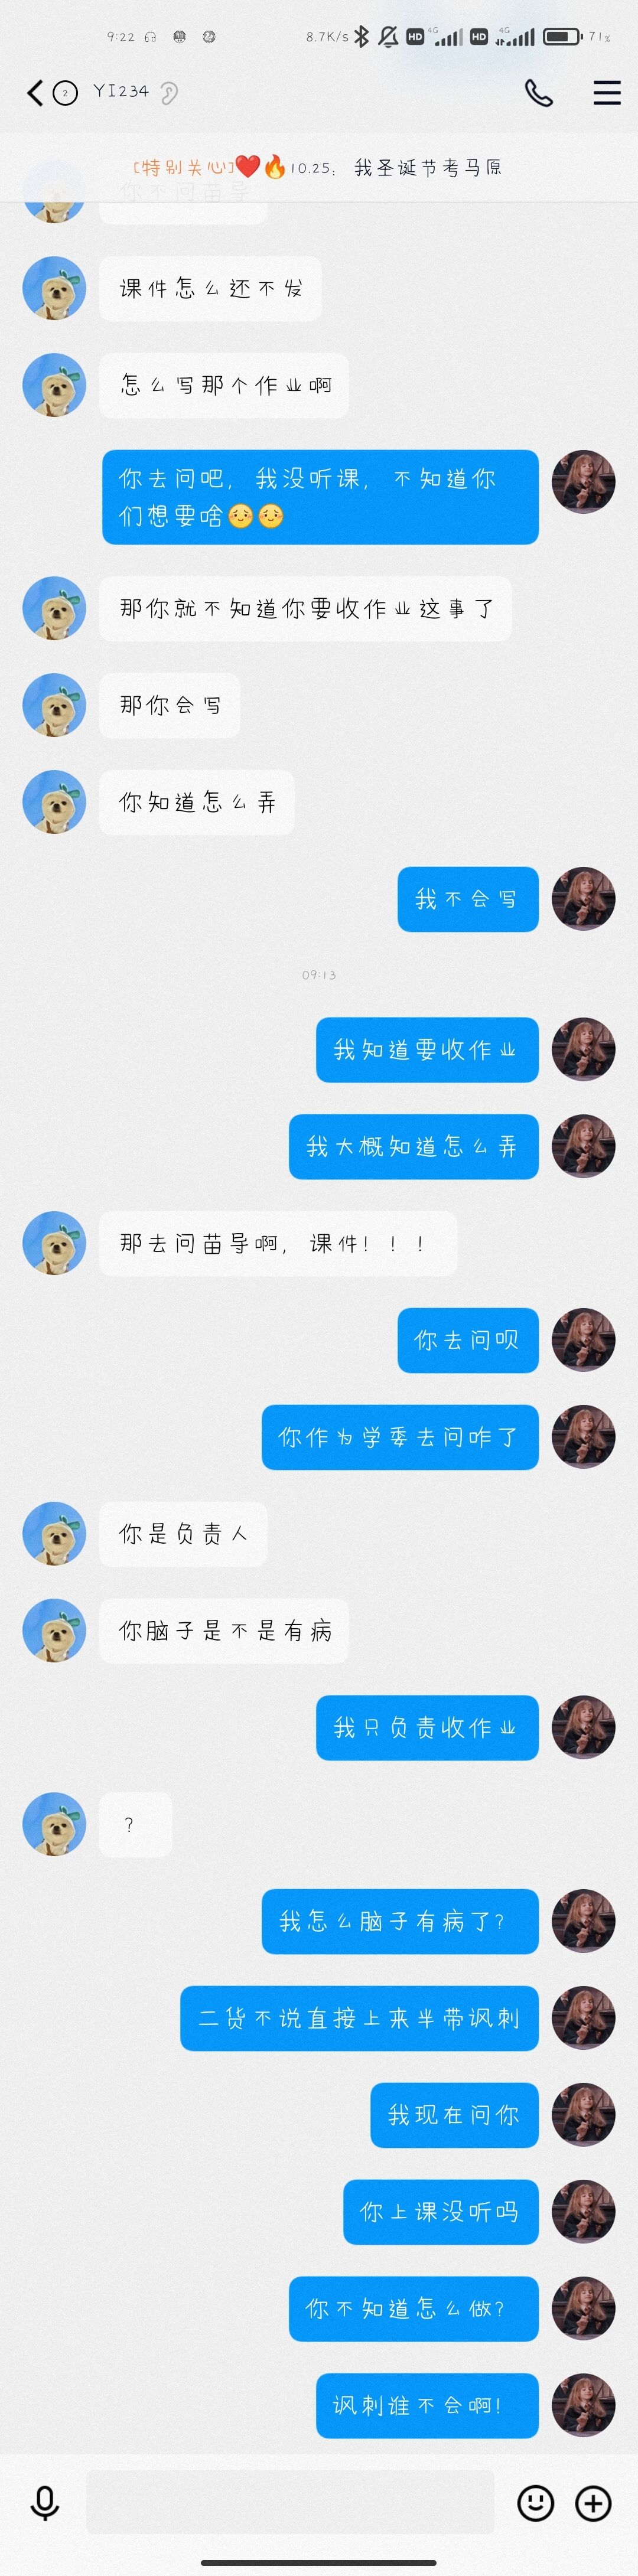 9:22
8.7K/s
4G
HD
4G
HD
71%
2
YI234
[特别关心]❤️🔥10.25：我圣诞节考马原
你不问苗导
课件怎么还不发
怎么写那个作业啊
你去问吧，我没听课，不知道你
们想要啥😔😔
那你就不知道你要收作业这事了
那你会写
你知道怎么弄
我不会写
09:13
我知道要收作业
我大概知道怎么弄
那去问苗导啊，课件！！！
你去问呗
你作为学委去问咋了
你是负责人
你脑子是不是有病
我只负责收作业
？
我怎么脑子有病了？
二货不说直接上来半带讽刺
我现在问你
你上课没听吗
你不知道怎么做？
讽刺谁不会啊！